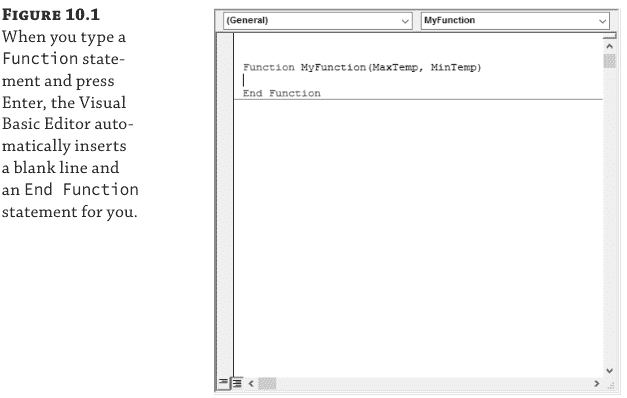 FIGURE 10.1
When you type a
Function state-
ment and press
Enter, the Visual
Basic Editor auto-
matically inserts
a blank line and
an End Function
statement for you.
(General)
MyFunction
Function MyFunction(MaxTemp, MinTemp)
End Function